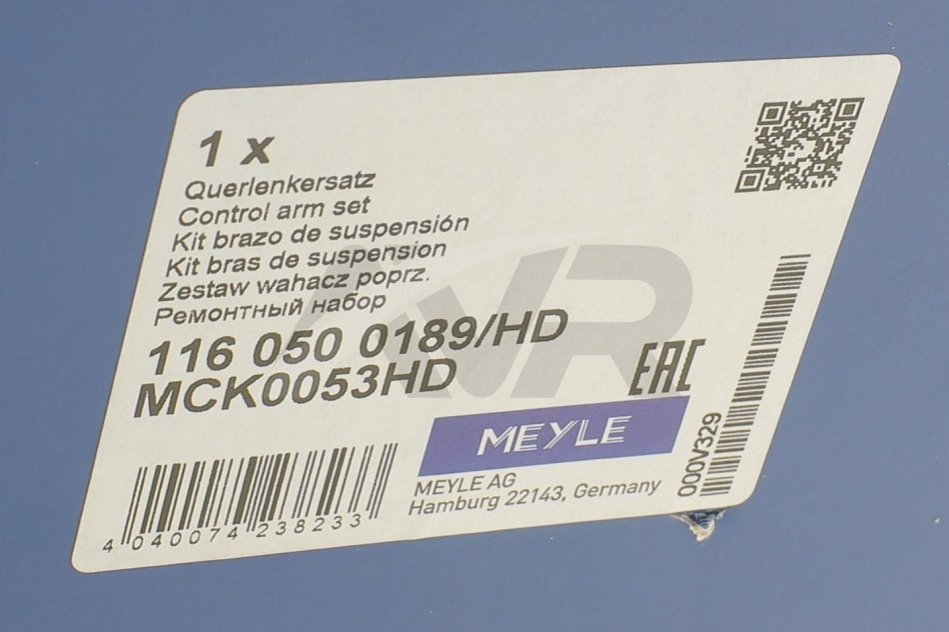 1 x
Querlenkersatz
Control arm set
Kit brazo de suspensión
Kit bras de suspension
Zestaw wahacz poprz.
Ремонтный набор
116 050 0189/HD
MCK0053HD
EAC
MEYLE
MEYLE AG
Hamburg 22143, Germany
4 040074 238233
000V329
VR